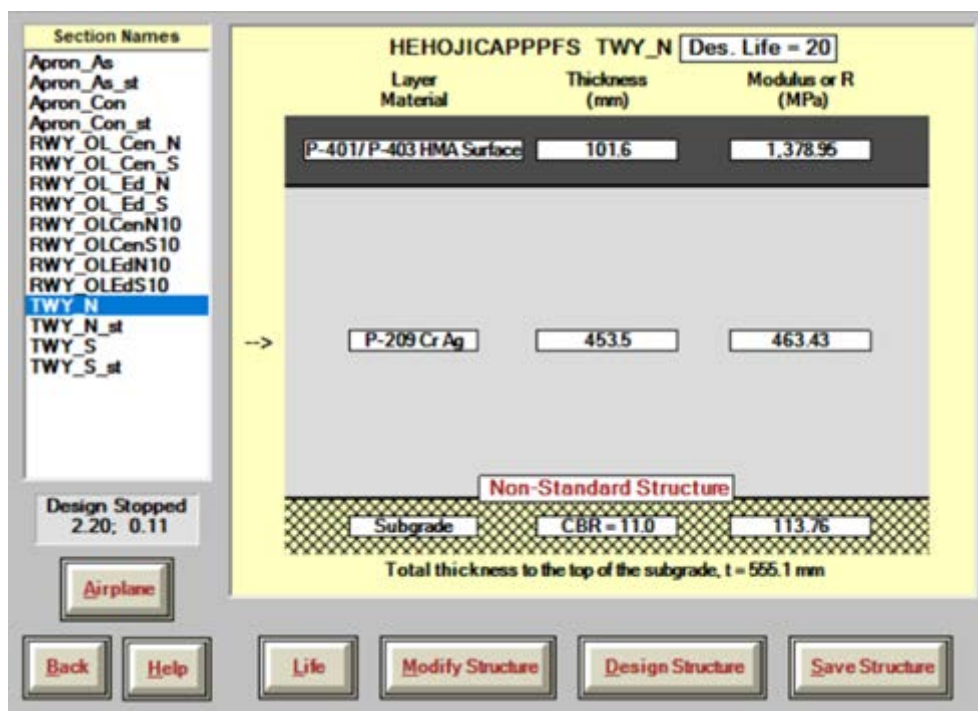 Section Names
Apron_As
Apron_As_st
Apron_Con
Apron_Con_st
RWY_OL_Cen_N
RWY_OL_Cen_S
RWY_OL_Ed_N
RWY_OL_Ed_S
RWY_OLCenN10
RWY_OLCenS10
RWY_OLEdN10
RWY_OLEdS10
TWY_N
TWY_N_st
TWY_S
TWY_S_st
Design Stopped
2.20; 0.11
Airplane
Back Help Life Modify Structure Design Structure Save Structure
HEHOJICAPPPFS TWY_N Des. Life = 20
Layer Material Thickness (mm) Modulus or R (MPa)
P-401/ P-403 HMA Surface 101.6 1,378.95
--> P-209 Cr Ag 453.5 463.43
Non-Standard Structure
Subgrade CBR = 11.0 113.76
Total thickness to the top of the subgrade, t = 555.1 mm